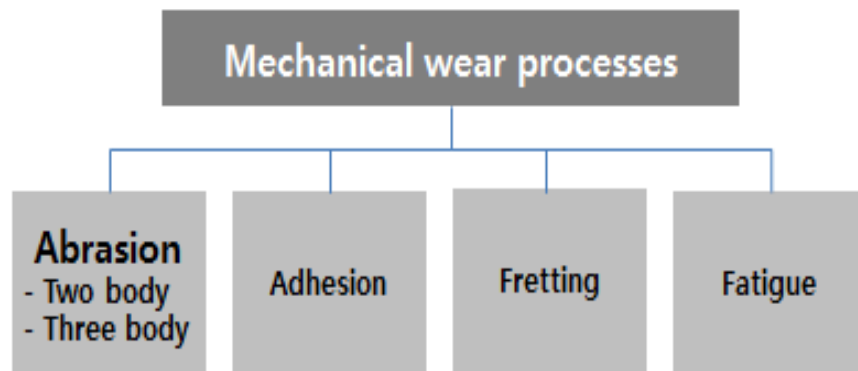 Mechanical wear processes
Abrasion
- Two body
- Three body
Adhesion
Fretting
Fatigue